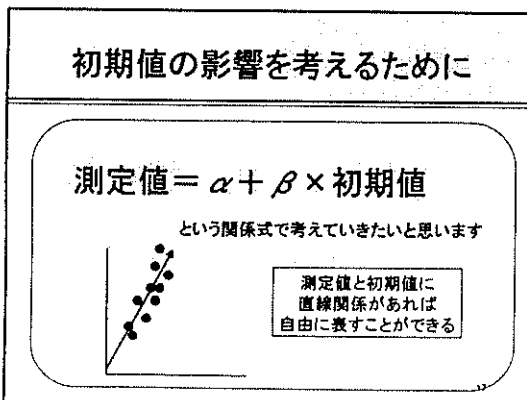 初期値の影響を考えるために
測定値＝α＋β×初期値
という関係式で考えていきたいと思います
測定値と初期値に
直線関係があれば
自由に表すことができる